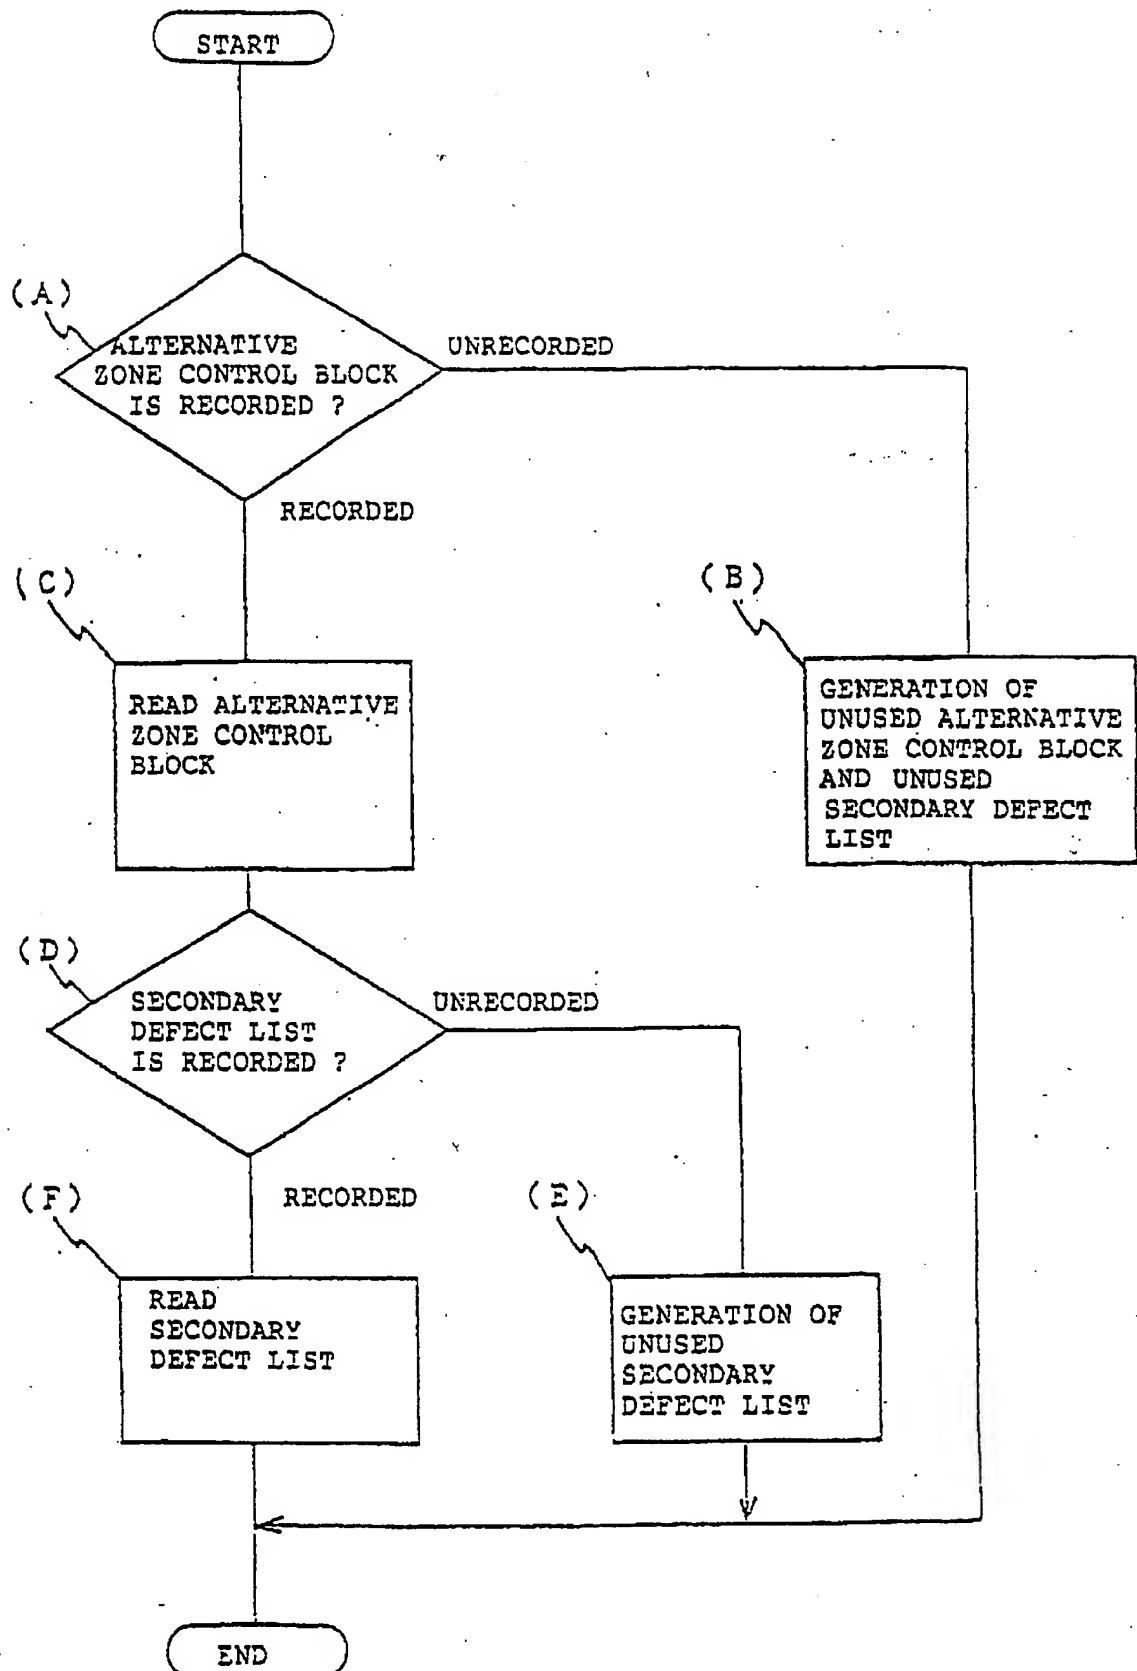 START
(A)
ALTERNATIVE
ZONE CONTROL BLOCK
IS RECORDED ?
UNRECORDED
RECORDED
(C)
READ ALTERNATIVE
ZONE CONTROL
BLOCK
(B)
GENERATION OF
UNUSED ALTERNATIVE
ZONE CONTROL BLOCK
AND UNUSED
SECONDARY DEFECT
LIST
(D)
SECONDARY
DEFECT LIST
IS RECORDED ?
UNRECORDED
RECORDED
(F)
READ
SECONDARY
DEFECT LIST
(E)
GENERATION OF
UNUSED
SECONDARY
DEFECT LIST
END